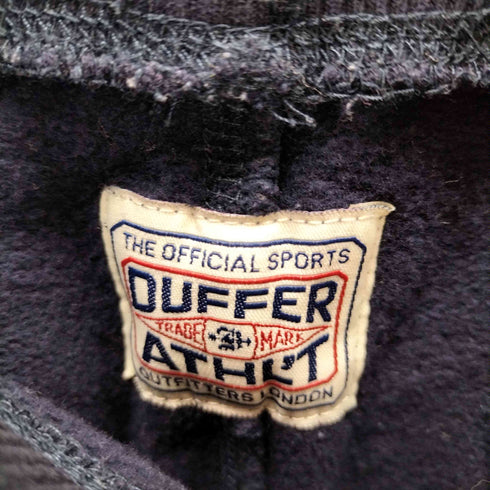 THE OFFICIAL SPORTS
DUFFER
TRADE MARK
ATHL'T
OUTFITTERS LONDON